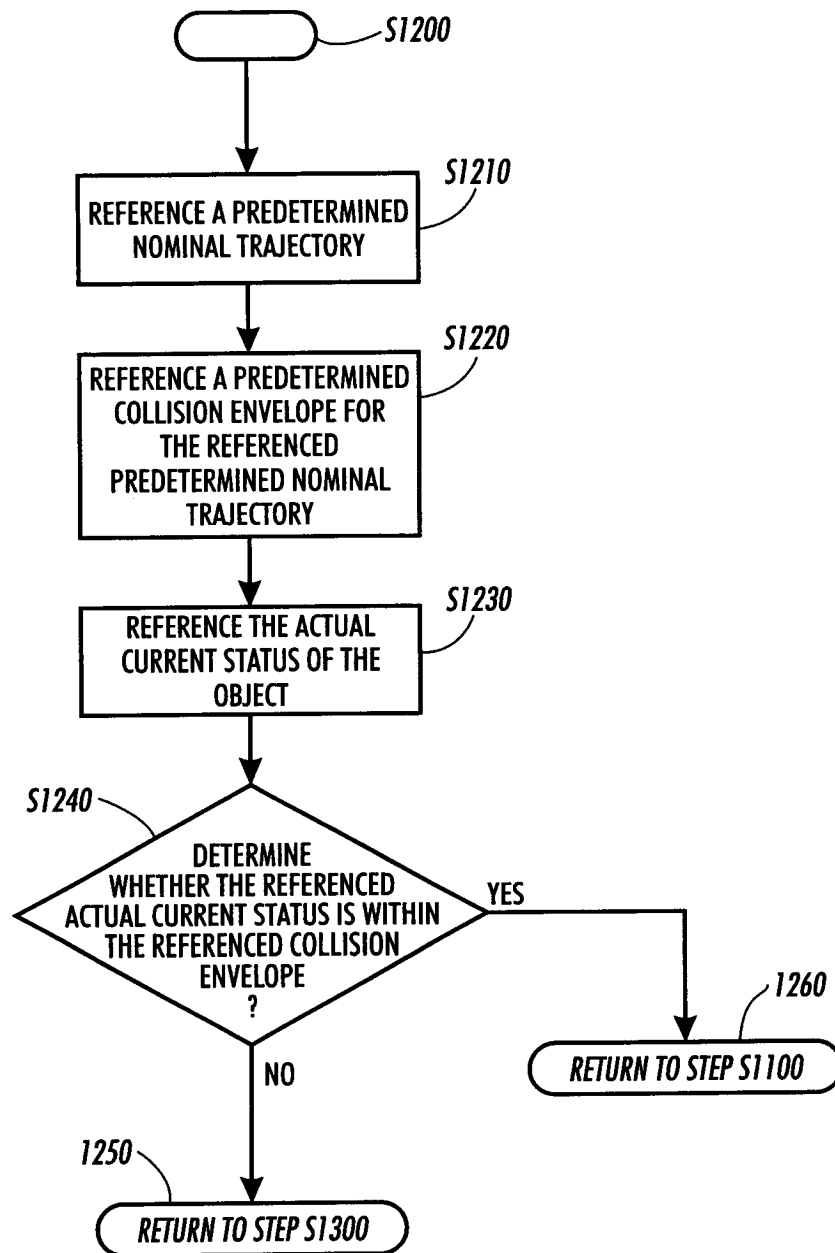 S1200
S1210
REFERENCE A PREDETERMINED
NOMINAL TRAJECTORY
S1220
REFERENCE A PREDETERMINED
COLLISION ENVELOPE FOR
THE REFERENCED
PREDETERMINED NOMINAL
TRAJECTORY
S1230
REFERENCE THE ACTUAL
CURRENT STATUS OF THE
OBJECT
S1240
DETERMINE
WHETHER THE REFERENCED
ACTUAL CURRENT STATUS IS WITHIN
THE REFERENCED COLLISION
ENVELOPE
?
YES
1260
RETURN TO STEP S1100
NO
1250
RETURN TO STEP S1300